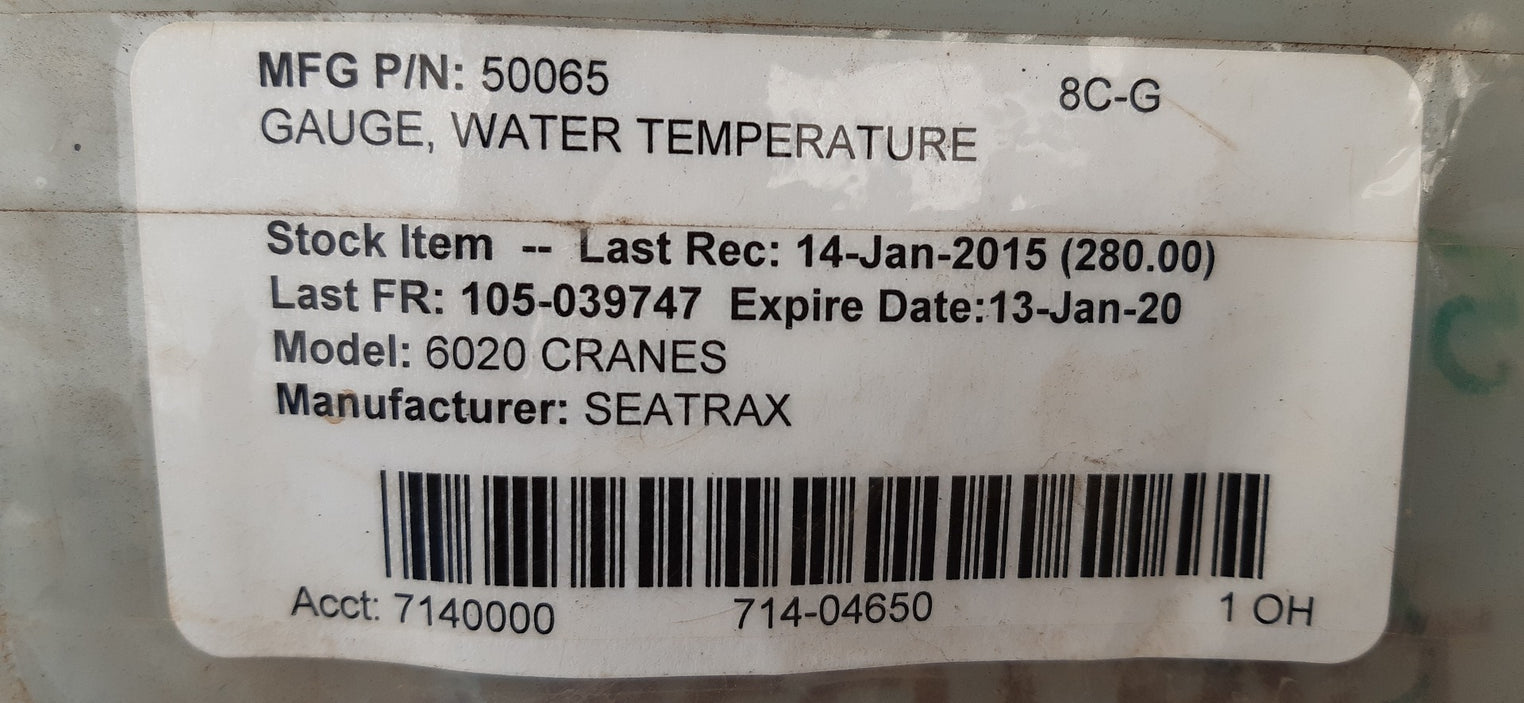 MFG P/N: 50065
8C-G
GAUGE, WATER TEMPERATURE
Stock Item -- Last Rec: 14-Jan-2015 (280.00)
Last FR: 105-039747 Expire Date:13-Jan-20
Model: 6020 CRANES
Manufacturer: SEATRAX
Acct: 7140000 714-04650 1 OH